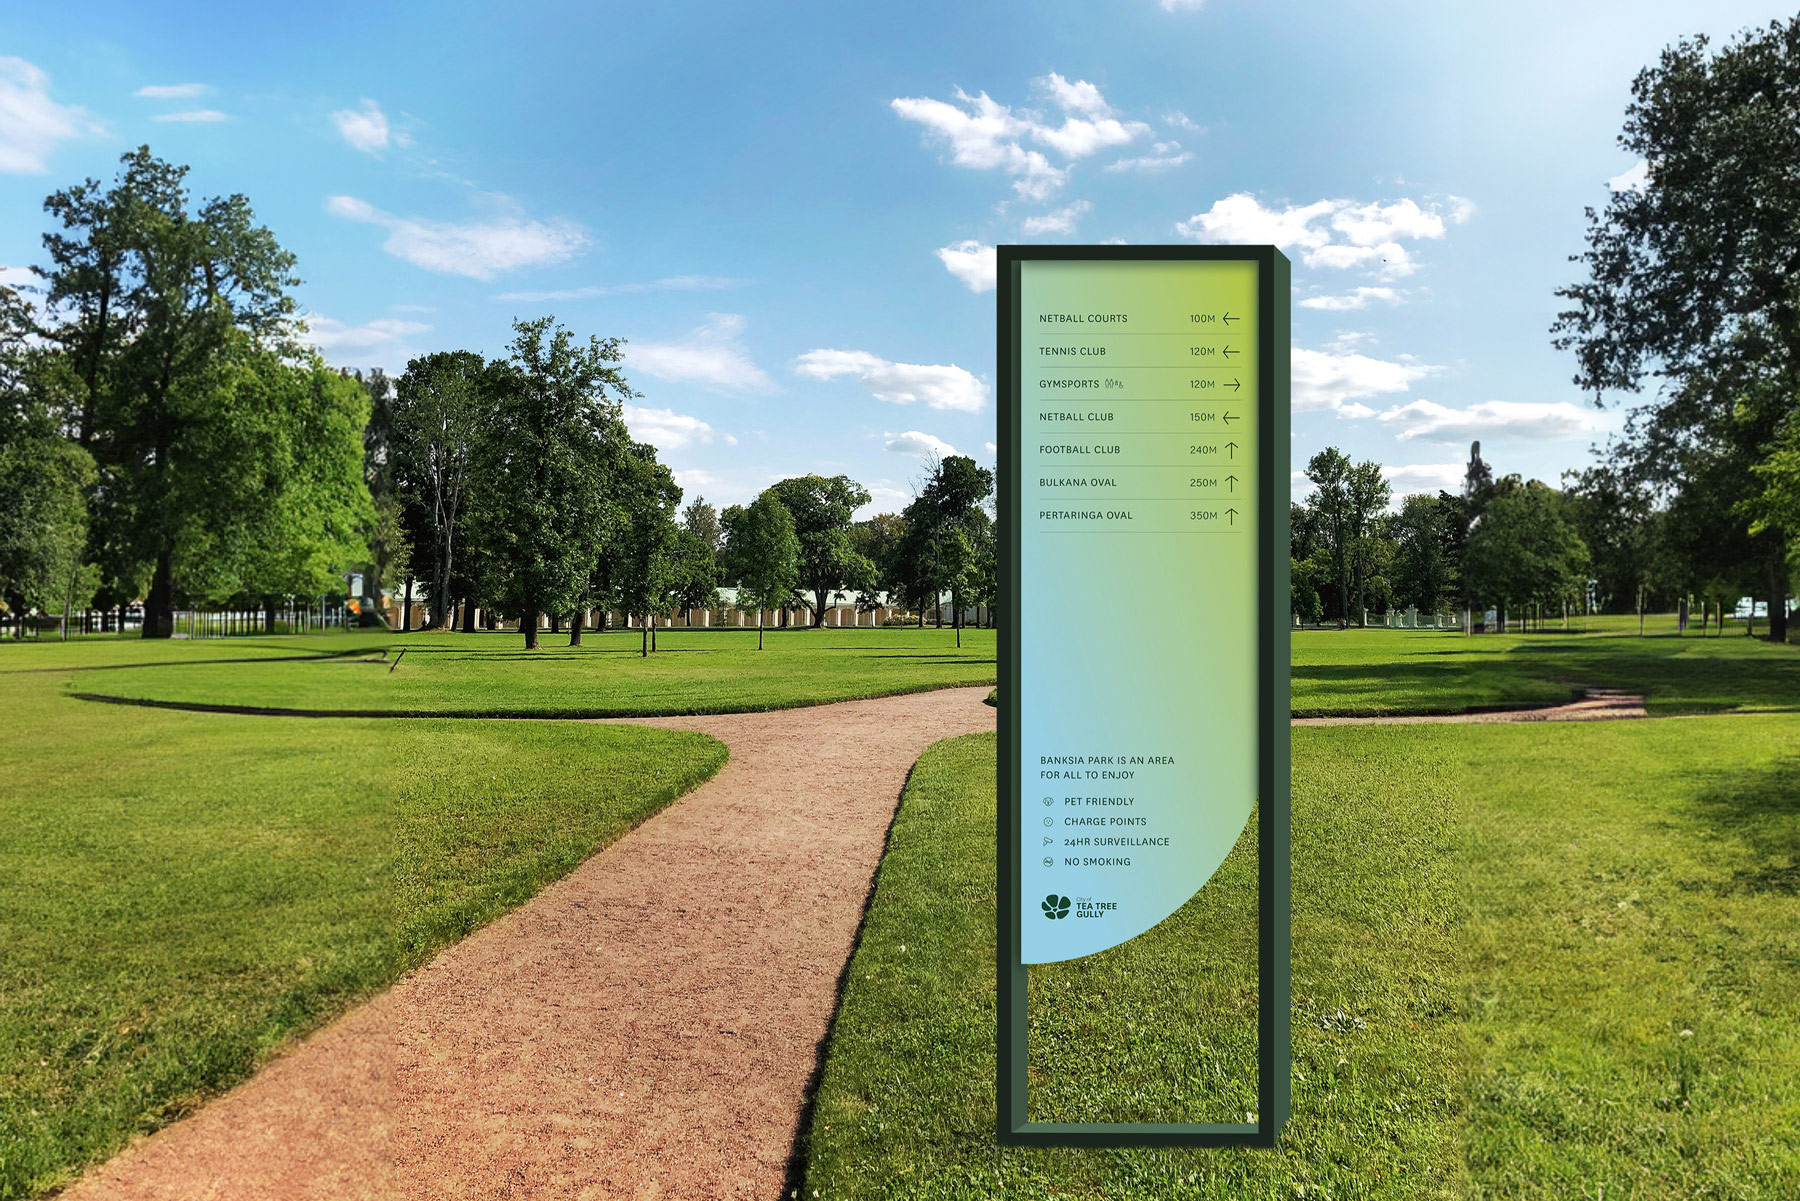 NETBALL COURTS 100M ←
TENNIS CLUB 120M ←
GYMSPORTS 120M →
NETBALL CLUB 150M ←
FOOTBALL CLUB 240M ↑
BULKANA OVAL 250M ↑
PERTARINGA OVAL 350M ↑
BANKSIA PARK IS AN AREA
FOR ALL TO ENJOY
PET FRIENDLY
CHARGE POINTS
24HR SURVEILLANCE
NO SMOKING
City of
TEA TREE
GULLY